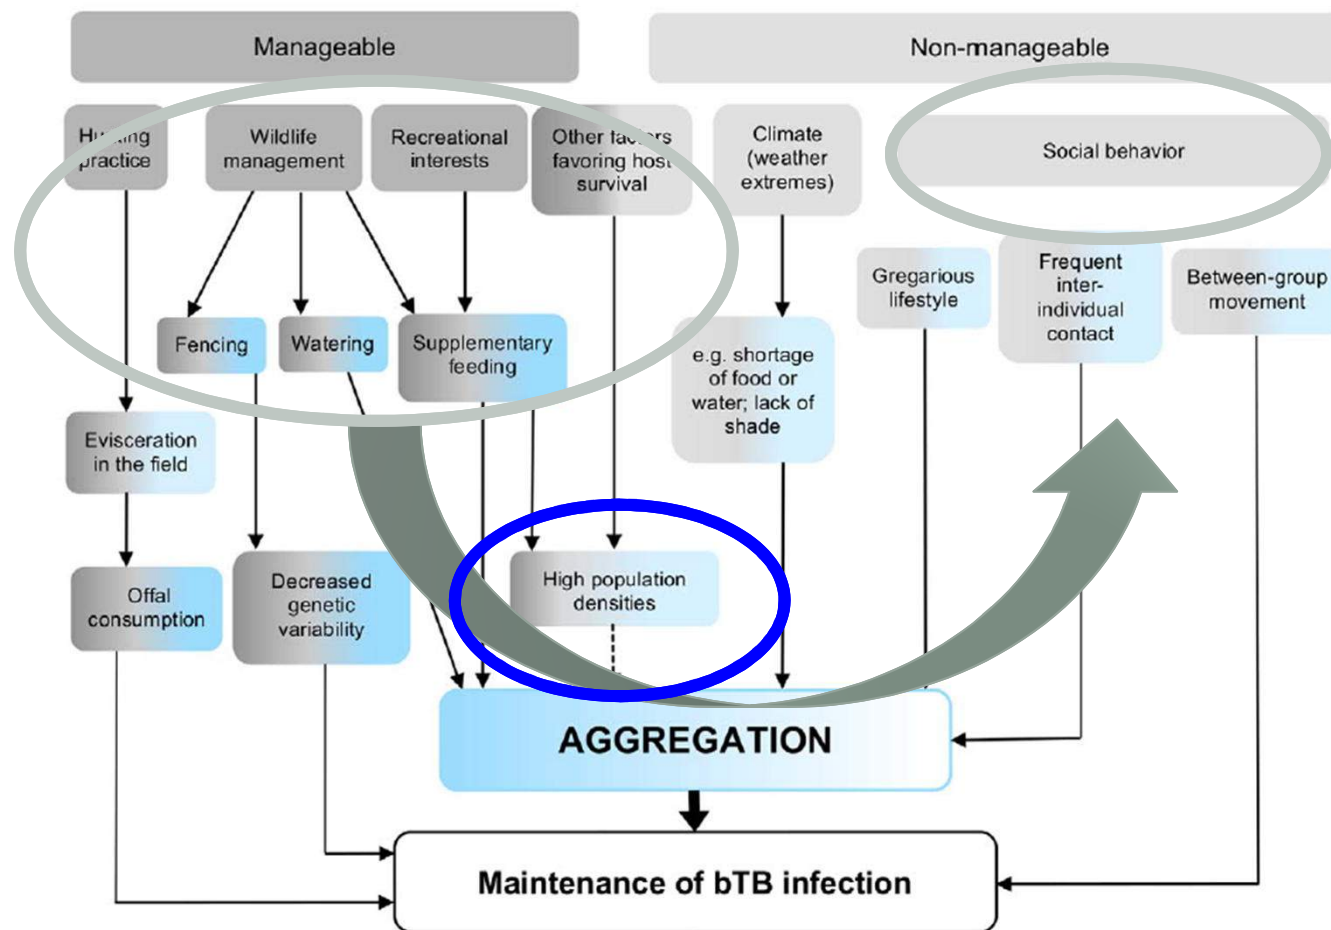 Manageable
Non-manageable
Hunting
practice
Wildlife
management
Recreational
interests
Other factors
favoring host
survival
Climate
(weather
extremes)
Social behavior
Gregarious
lifestyle
Frequent
inter-
individual
contact
Between-group
movement
Fencing
Watering
Supplementary
feeding
e.g. shortage
of food or
water; lack of
shade
Evisceration
in the field
Offal
consumption
Decreased
genetic
variability
High population
densities
AGGREGATION
Maintenance of bTB infection